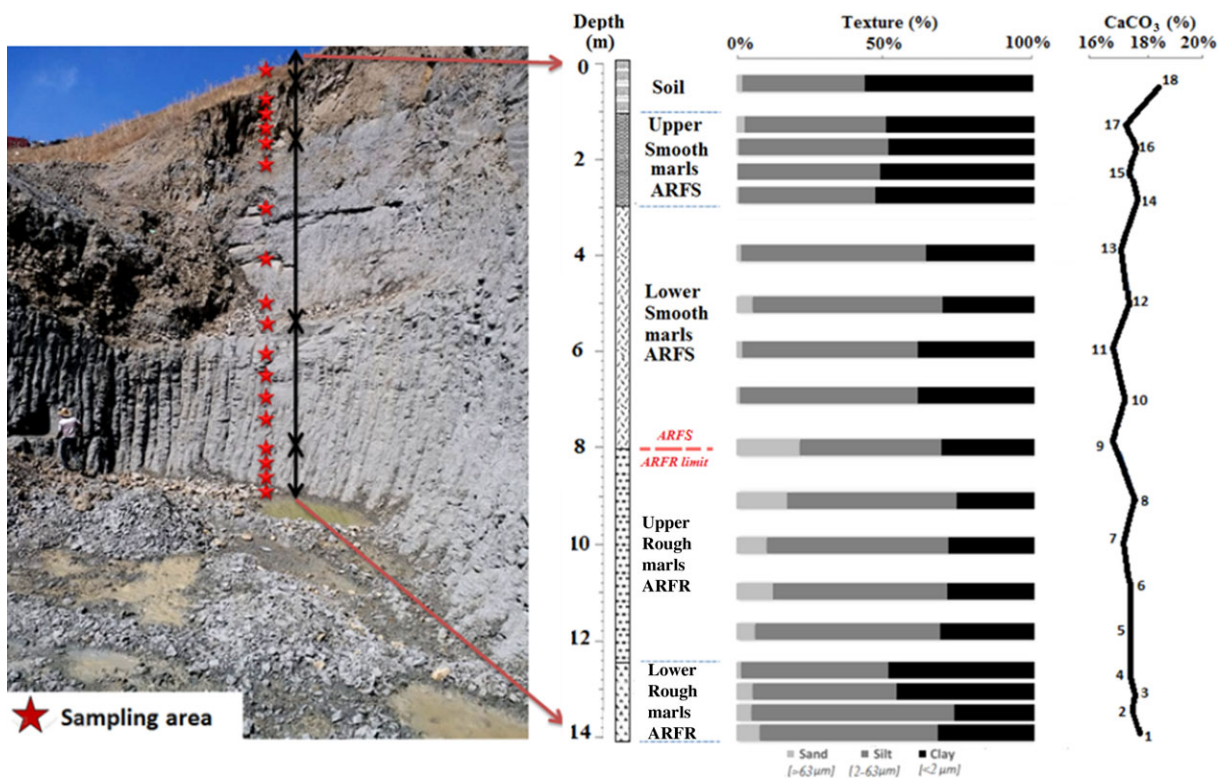 Depth
(m)
Texture (%)
CaCO₃ (%)
0%
50%
100%
16%
18%
20%
0
2
4
6
8
10
12
14
Soil
Upper
Smooth
marls
ARFS
Lower
Smooth
marls
ARFS
ARFS
ARFR limit
Upper
Rough
marls
ARFR
Lower
Rough
marls
ARFR
18
17
16
15
14
13
12
11
10
9
8
7
6
5
4
3
2
1
Sampling area
Sand
[>63μm]
Silt
[2-63μm]
Clay
[<2 μm]